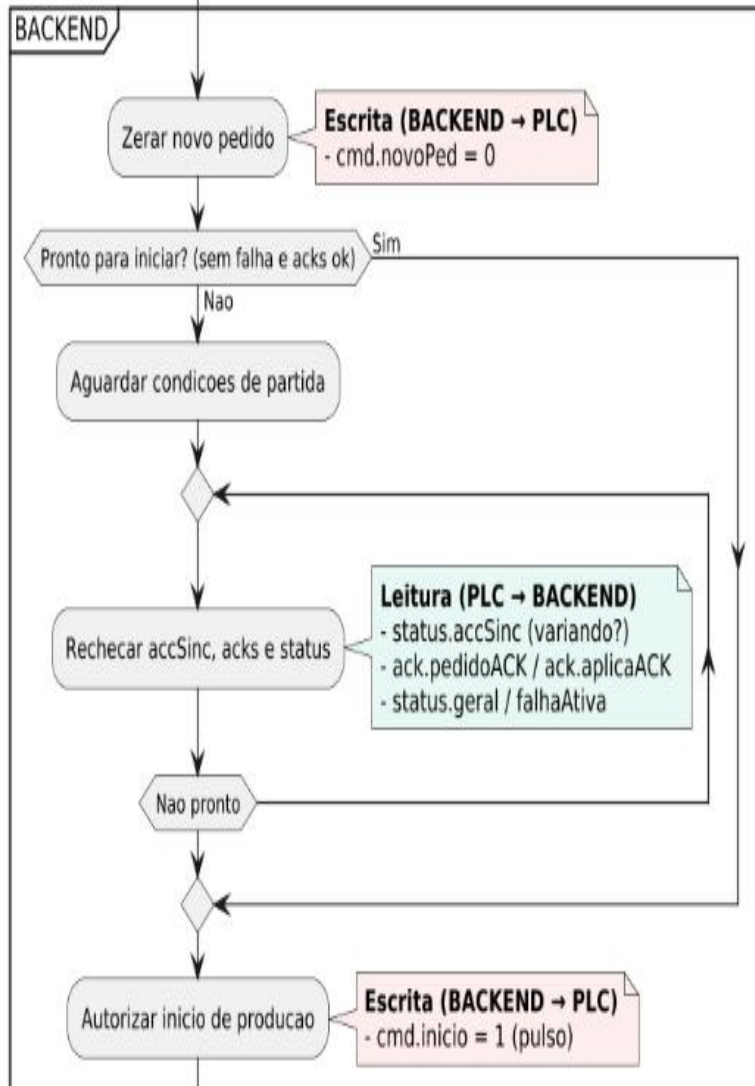 BACKEND
Zerar novo pedido
Escrita (BACKEND → PLC)
- cmd.novoPed = 0
Pronto para iniciar? (sem falha e acks ok)
Sim
Nao
Aguardar condicoes de partida
Rechecar accSinc, acks e status
Leitura (PLC → BACKEND)
- status.accSinc (variando?)
- ack.pedidoACK / ack.aplicaACK
- status.geral / falhaAtiva
Nao pronto
Autorizar inicio de producao
Escrita (BACKEND → PLC)
- cmd.inicio = 1 (pulso)